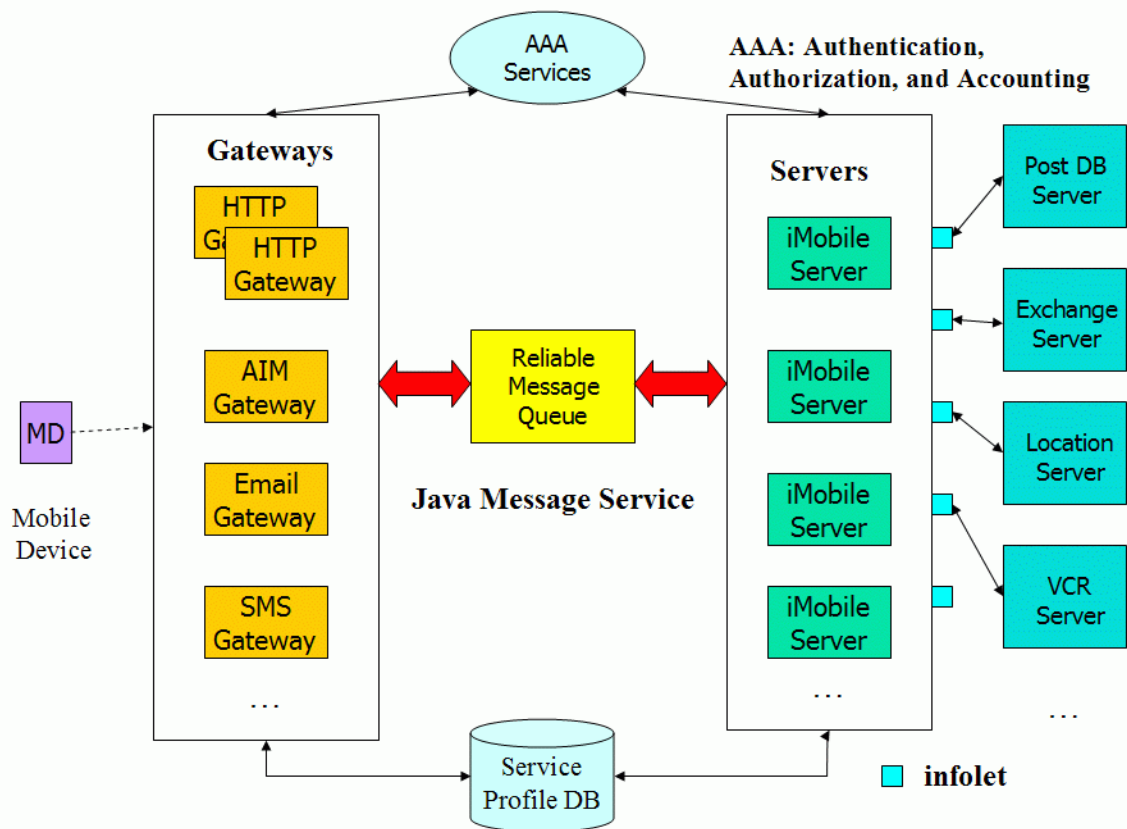 AAA
Services
AAA: Authentication,
Authorization, and Accounting
Gateways
HTTP
Gateway
HTTP
Gateway
AIM
Gateway
Email
Gateway
SMS
Gateway
...
MD
Mobile
Device
Reliable
Message
Queue
Java Message Service
Servers
iMobile
Server
iMobile
Server
iMobile
Server
iMobile
Server
...
Post DB
Server
Exchange
Server
Location
Server
VCR
Server
...
Service
Profile DB
infolet